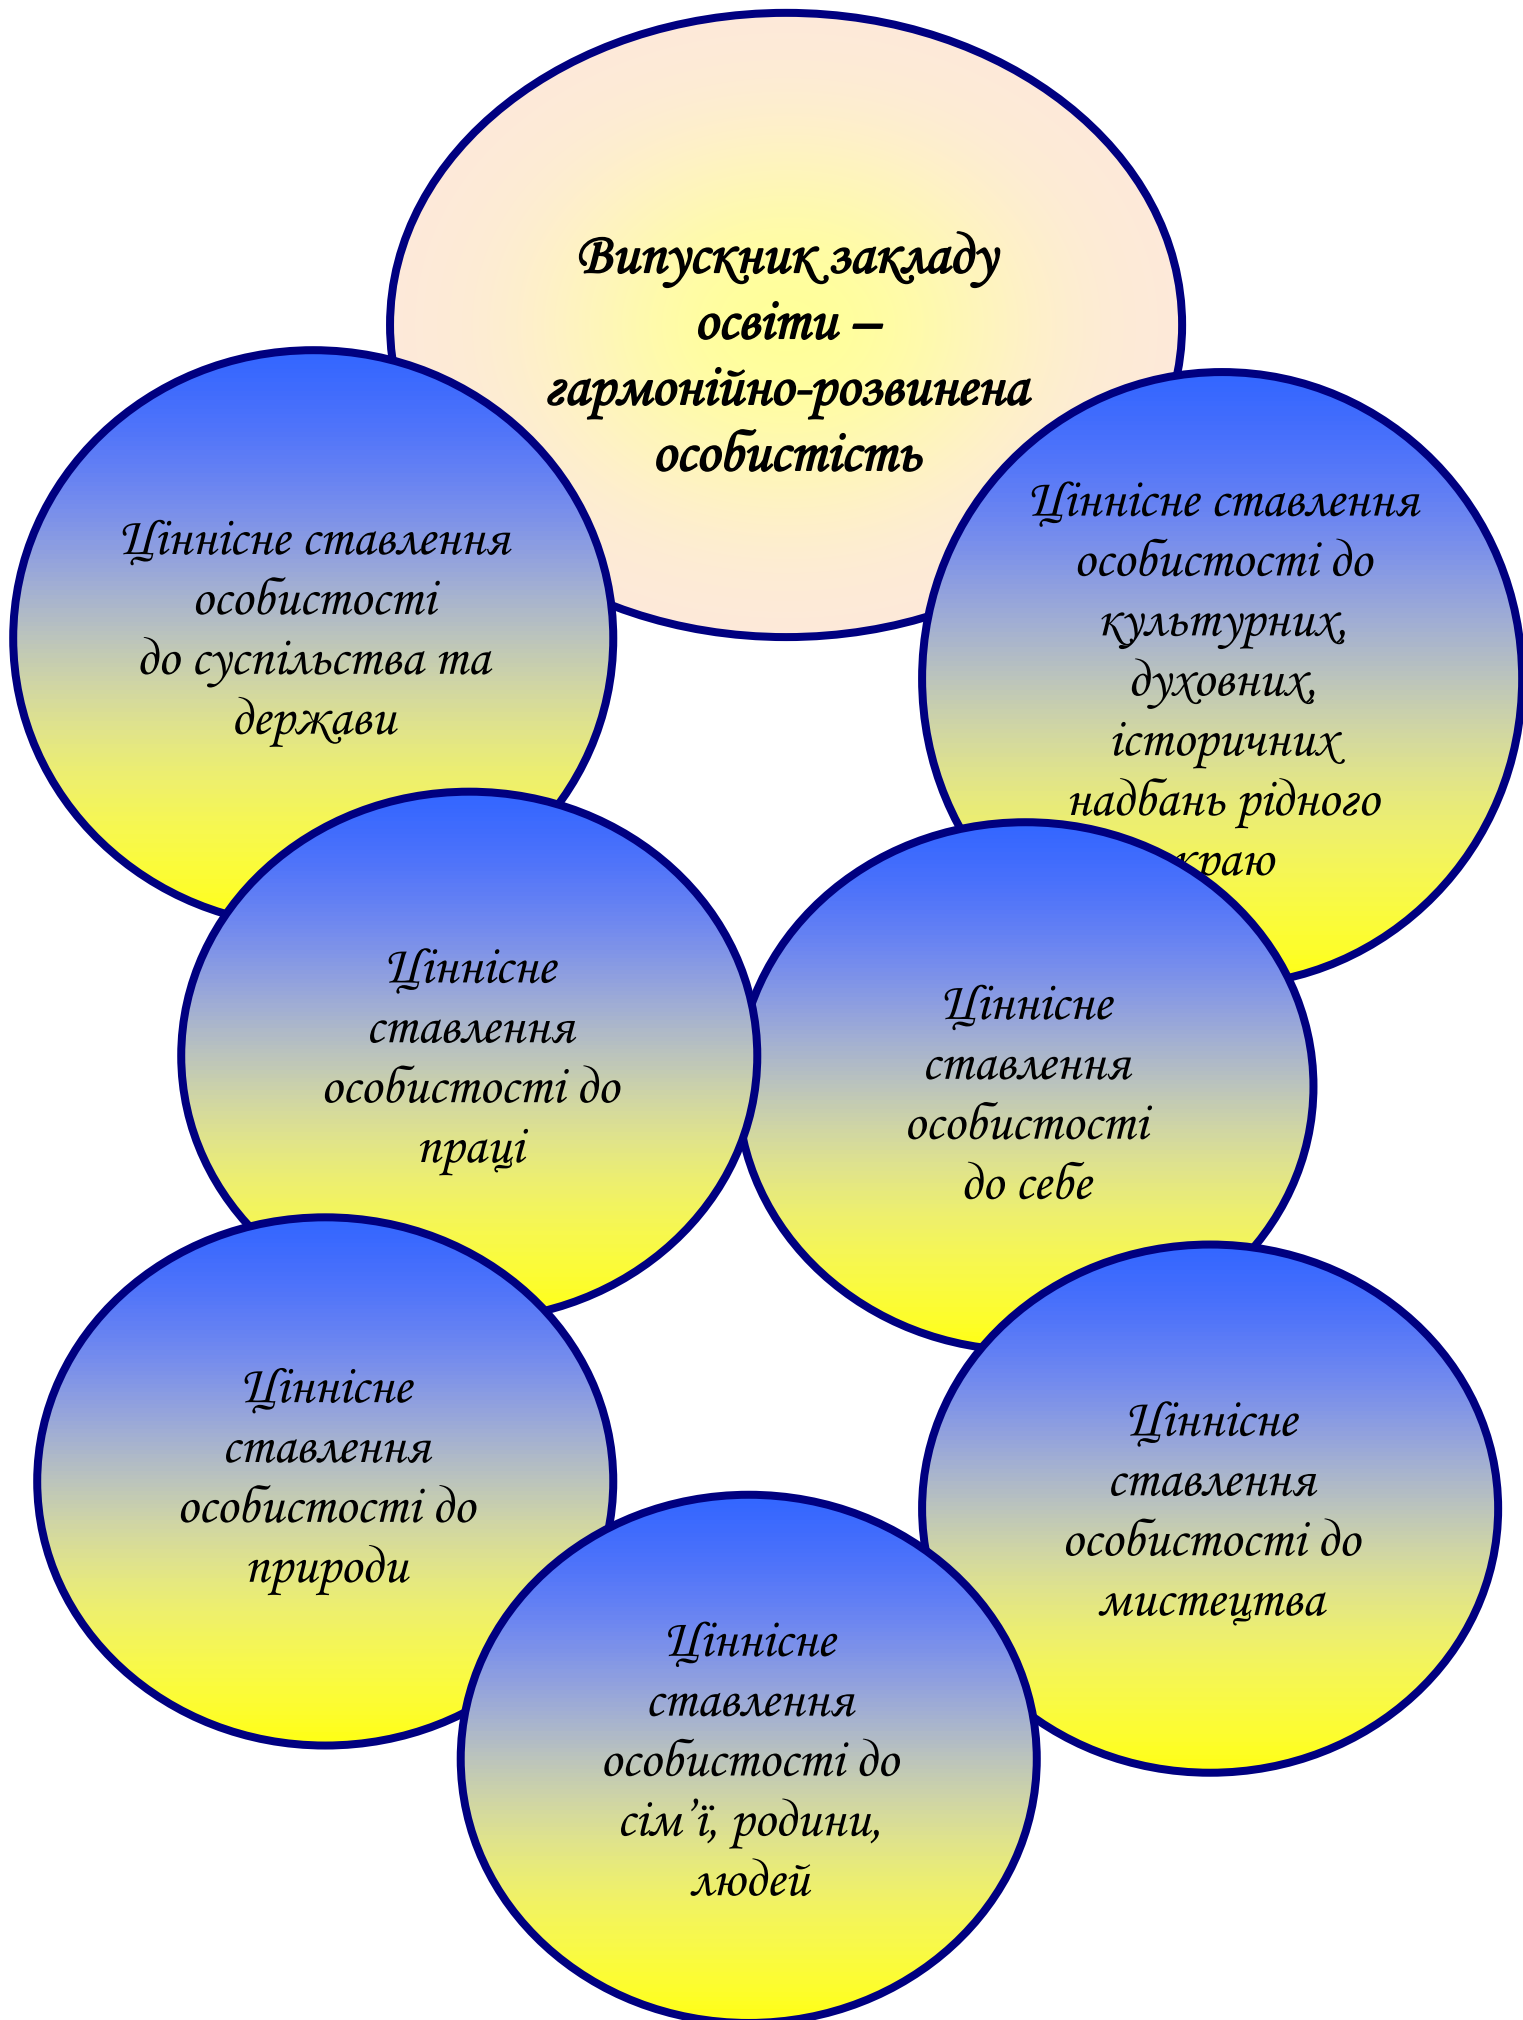 Випускник закладу
освіти –
гармонійно-розвинена
особистість
Ціннісне ставлення
особистості
до суспільства та
держави
Ціннісне ставлення
особистості до
культурних,
духовних,
історичних
надбань рідного
краю
Ціннісне
ставлення
особистості до
праці
Ціннісне
ставлення
особистості
до себе
Ціннісне
ставлення
особистості до
природи
Ціннісне
ставлення
особистості до
мистецтва
Ціннісне
ставлення
особистості до
сім’ї, родини,
людей